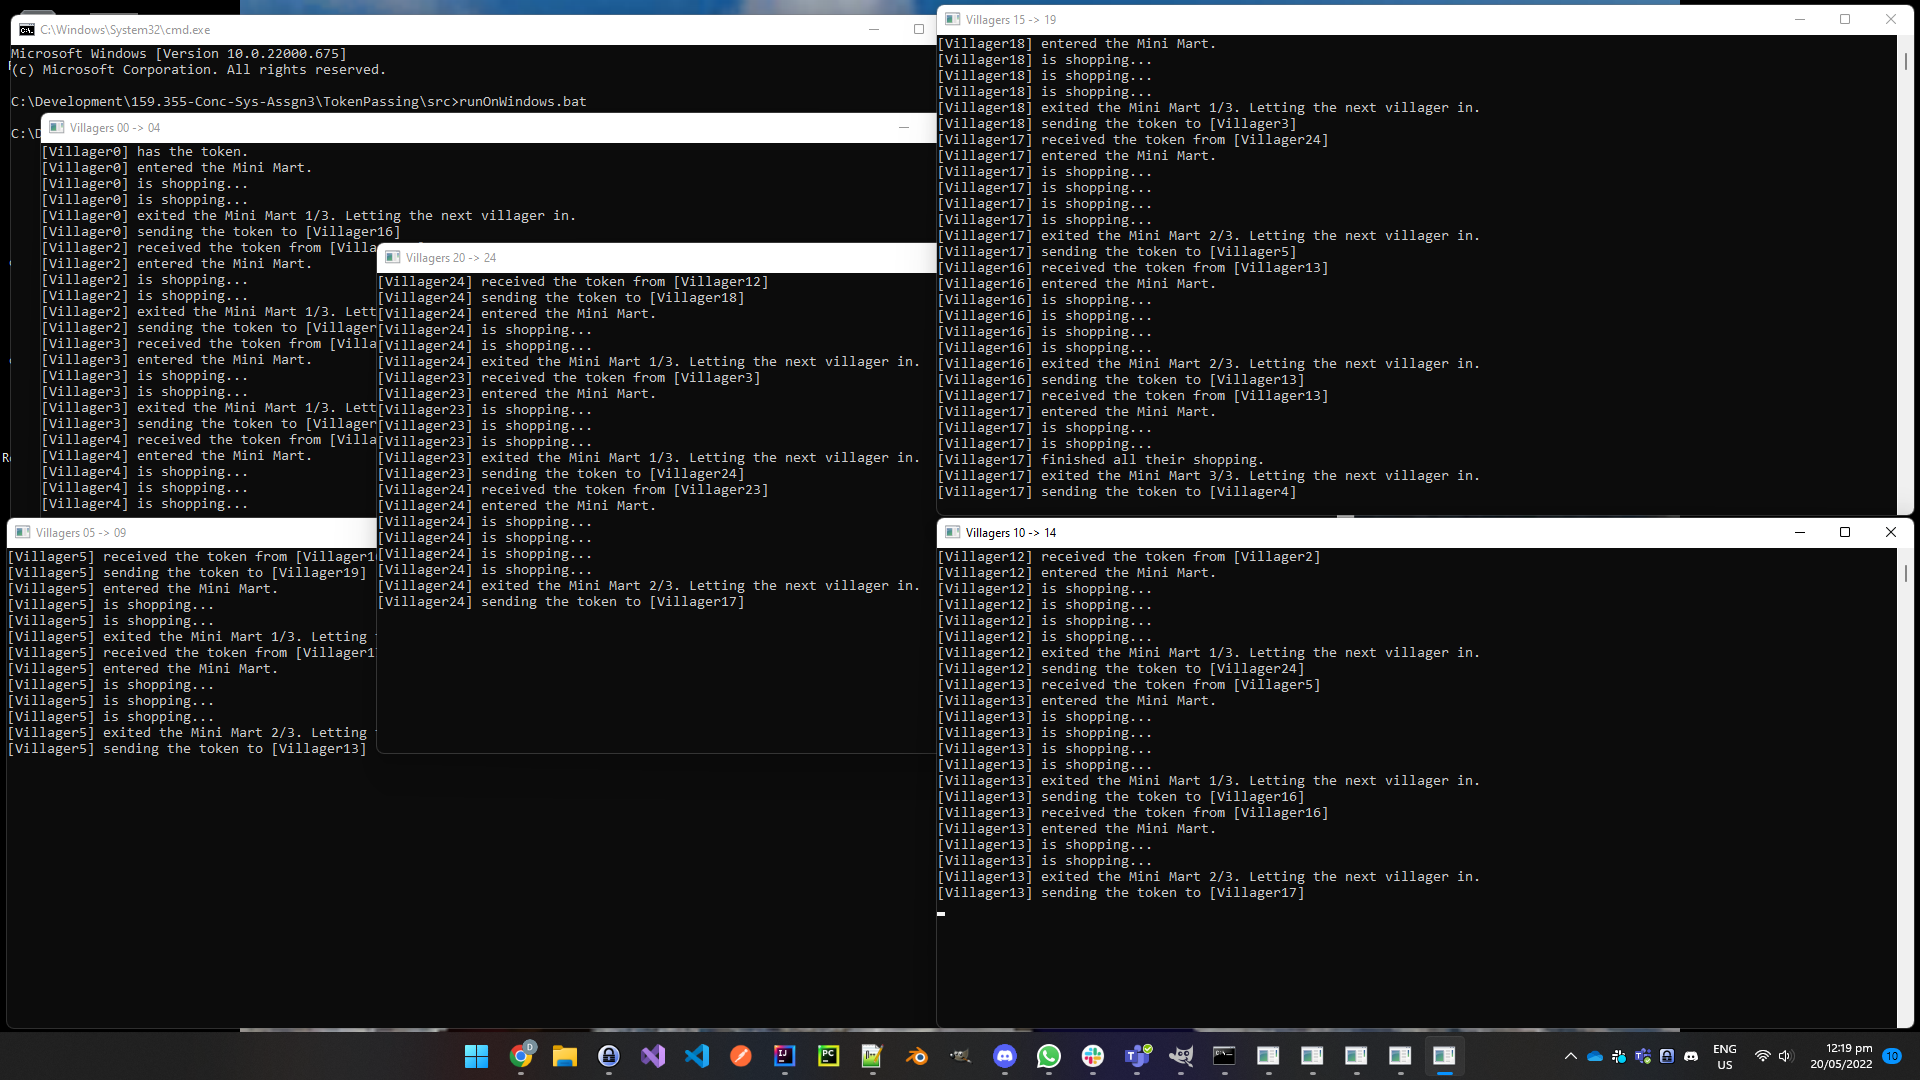 C:\Windows\System32\cmd.exe
Microsoft Windows [Version 10.0.22000.675]
(c) Microsoft Corporation. All rights reserved.
C:\Development\159.355-Conc-Sys-Assgn3\TokenPassing\src>runOnWindows.bat
C:\D
Villagers 00 -> 04
[Villager0] has the token.
[Villager0] entered the Mini Mart.
[Villager0] is shopping...
[Villager0] is shopping...
[Villager0] exited the Mini Mart 1/3. Letting the next villager in.
[Villager0] sending the token to [Villager16]
[Villager2] received the token from [Villa
[Villager2] entered the Mini Mart.
[Villager2] is shopping...
[Villager2] is shopping...
[Villager2] exited the Mini Mart 1/3. Lett
[Villager2] sending the token to [Villager
[Villager3] received the token from [Villa
[Villager3] entered the Mini Mart.
[Villager3] is shopping...
[Villager3] is shopping...
[Villager3] exited the Mini Mart 1/3. Lett
[Villager3] sending the token to [Villager
[Villager4] received the token from [Villa
[Villager4] entered the Mini Mart.
[Villager4] is shopping...
[Villager4] is shopping...
[Villager4] is shopping...
Villagers 20 -> 24
[Villager24] received the token from [Villager12]
[Villager24] sending the token to [Villager18]
[Villager24] entered the Mini Mart.
[Villager24] is shopping...
[Villager24] is shopping...
[Villager24] exited the Mini Mart 1/3. Letting the next villager in.
[Villager23] received the token from [Villager3]
[Villager23] entered the Mini Mart.
[Villager23] is shopping...
[Villager23] is shopping...
[Villager23] is shopping...
[Villager23] exited the Mini Mart 1/3. Letting the next villager in.
[Villager23] sending the token to [Villager24]
[Villager24] received the token from [Villager23]
[Villager24] entered the Mini Mart.
[Villager24] is shopping...
[Villager24] is shopping...
[Villager24] is shopping...
[Villager24] is shopping...
[Villager24] exited the Mini Mart 2/3. Letting the next villager in.
[Villager24] sending the token to [Villager17]
Villagers 05 -> 09
[Villager5] received the token from [Villager1
[Villager5] sending the token to [Villager19]
[Villager5] entered the Mini Mart.
[Villager5] is shopping...
[Villager5] is shopping...
[Villager5] exited the Mini Mart 1/3. Letting
[Villager5] received the token from [Villager1
[Villager5] entered the Mini Mart.
[Villager5] is shopping...
[Villager5] is shopping...
[Villager5] is shopping...
[Villager5] exited the Mini Mart 2/3. Letting
[Villager5] sending the token to [Villager13]
Villagers 15 -> 19
[Villager18] entered the Mini Mart.
[Villager18] is shopping...
[Villager18] is shopping...
[Villager18] is shopping...
[Villager18] exited the Mini Mart 1/3. Letting the next villager in.
[Villager18] sending the token to [Villager3]
[Villager17] received the token from [Villager24]
[Villager17] entered the Mini Mart.
[Villager17] is shopping...
[Villager17] is shopping...
[Villager17] is shopping...
[Villager17] is shopping...
[Villager17] exited the Mini Mart 2/3. Letting the next villager in.
[Villager17] sending the token to [Villager5]
[Villager16] received the token from [Villager13]
[Villager16] entered the Mini Mart.
[Villager16] is shopping...
[Villager16] is shopping...
[Villager16] is shopping...
[Villager16] is shopping...
[Villager16] exited the Mini Mart 2/3. Letting the next villager in.
[Villager16] sending the token to [Villager13]
[Villager17] received the token from [Villager13]
[Villager17] entered the Mini Mart.
[Villager17] is shopping...
[Villager17] is shopping...
[Villager17] finished all their shopping.
[Villager17] exited the Mini Mart 3/3. Letting the next villager in.
[Villager17] sending the token to [Villager4]
Villagers 10 -> 14
[Villager12] received the token from [Villager2]
[Villager12] entered the Mini Mart.
[Villager12] is shopping...
[Villager12] is shopping...
[Villager12] is shopping...
[Villager12] is shopping...
[Villager12] exited the Mini Mart 1/3. Letting the next villager in.
[Villager12] sending the token to [Villager24]
[Villager13] received the token from [Villager5]
[Villager13] entered the Mini Mart.
[Villager13] is shopping...
[Villager13] is shopping...
[Villager13] is shopping...
[Villager13] is shopping...
[Villager13] exited the Mini Mart 1/3. Letting the next villager in.
[Villager13] sending the token to [Villager16]
[Villager13] received the token from [Villager16]
[Villager13] entered the Mini Mart.
[Villager13] is shopping...
[Villager13] is shopping...
[Villager13] exited the Mini Mart 2/3. Letting the next villager in.
[Villager13] sending the token to [Villager17]
ENG
US
12:19 pm
20/05/2022
10